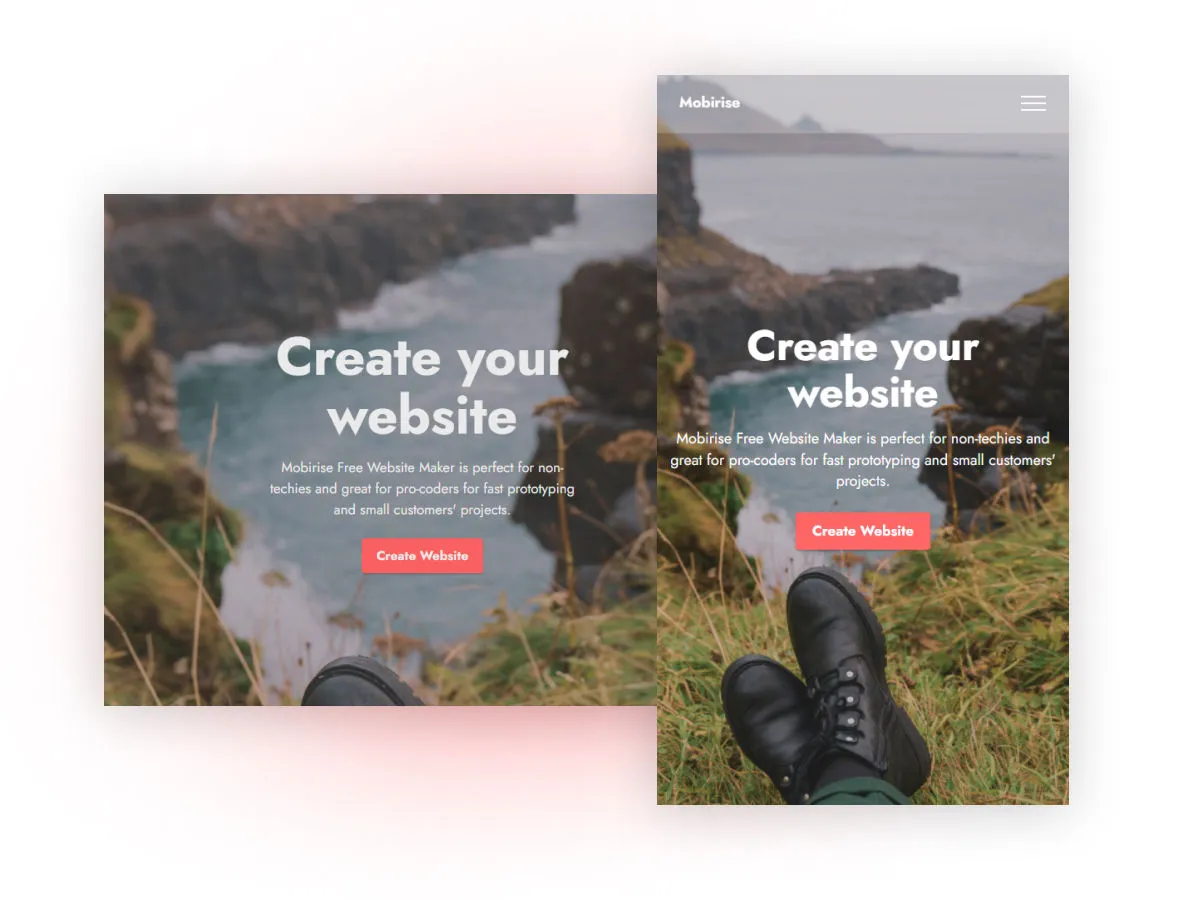 Create your
website
Mobirise Free Website Maker is perfect for non-
techies and great for pro-coders for fast prototyping
and small customers' projects.
Create Website
Mobirise
Create your
website
Mobirise Free Website Maker is perfect for non-techies and
great for pro-coders for fast prototyping and small customers'
projects.
Create Website